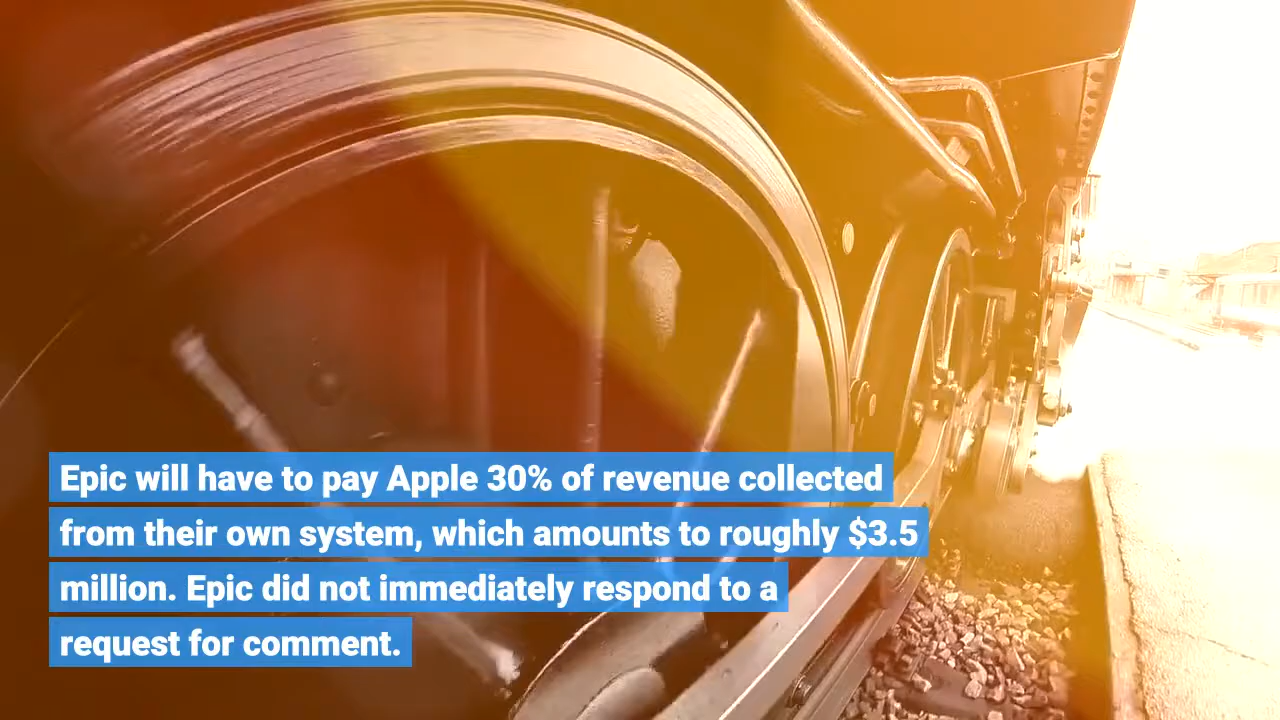 Epic will have to pay Apple 30% of revenue collected
from their own system, which amounts to roughly $3.5
million. Epic did not immediately respond to a
request for comment.